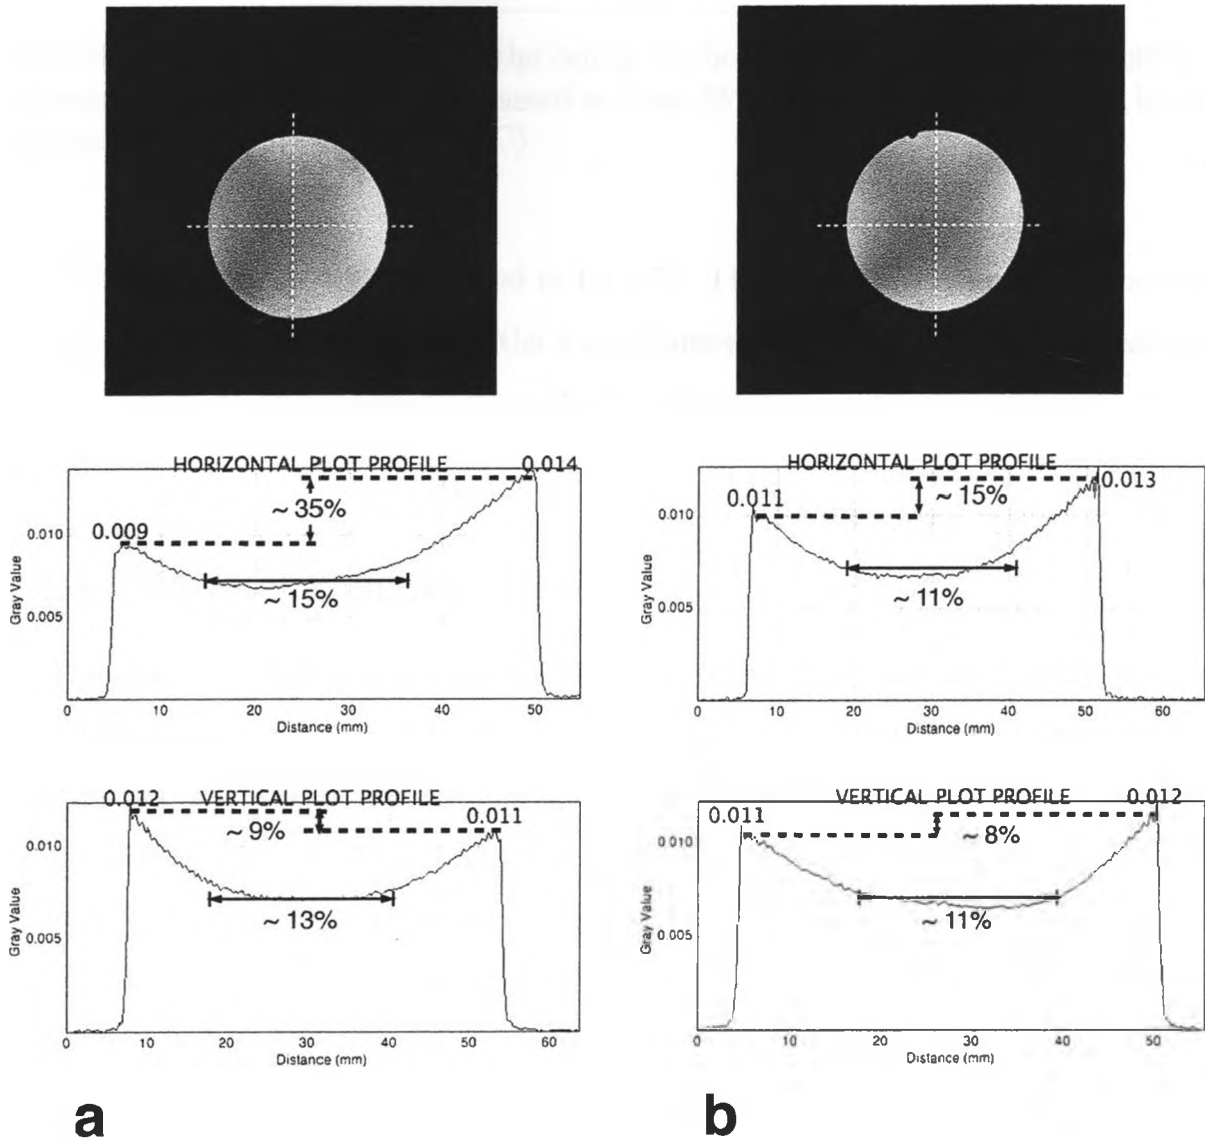 HORIZONTAL PLOT PROFILE
0.014
~ 35%
0.009
~ 15%
0.010
0.005
Gray Value
0 10 20 30 40 50
Distance (mm)
HORIZONTAL PLOT PROFILE
0.013
~ 15%
0.011
~ 11%
0.010
0.005
Gray Value
0 10 20 30 40 50 60
Distance (mm)
VERTICAL PLOT PROFILE
0.012
0.011
~ 9%
~ 13%
0.010
0.005
Gray Value
0 10 20 30 40 50 60
Distance (mm)
VERTICAL PLOT PROFILE
0.012
0.011
~ 8%
~ 11%
0.010
0.005
Gray Value
0 10 20 30 40 50
Distance (mm)
a
b